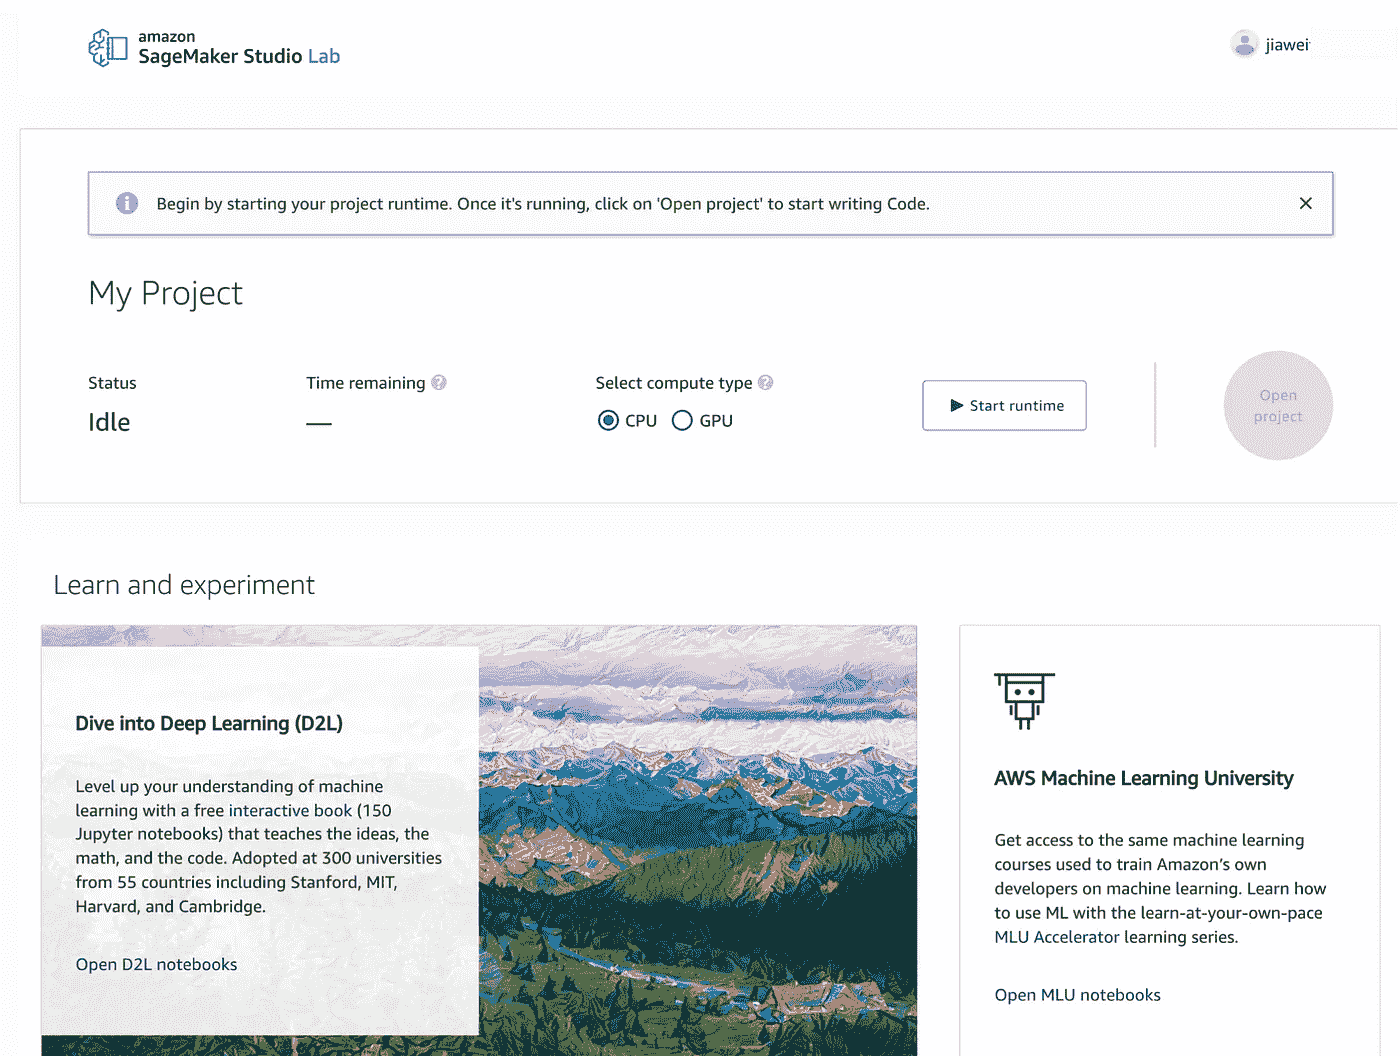 amazon
SageMaker Studio Lab
jiawei
Begin by starting your project runtime. Once it's running, click on 'Open project' to start writing Code.
My Project
Status
Time remaining
Select compute type
Idle
—
CPU
GPU
Start runtime
Open
project
Learn and experiment
Dive into Deep Learning (D2L)
Level up your understanding of machine
learning with a free interactive book (150
Jupyter notebooks) that teaches the ideas, the
math, and the code. Adopted at 300 universities
from 55 countries including Stanford, MIT,
Harvard, and Cambridge.
Open D2L notebooks
AWS Machine Learning University
Get access to the same machine learning
courses used to train Amazon's own
developers on machine learning. Learn how
to use ML with the learn-at-your-own-pace
MLU Accelerator learning series.
Open MLU notebooks